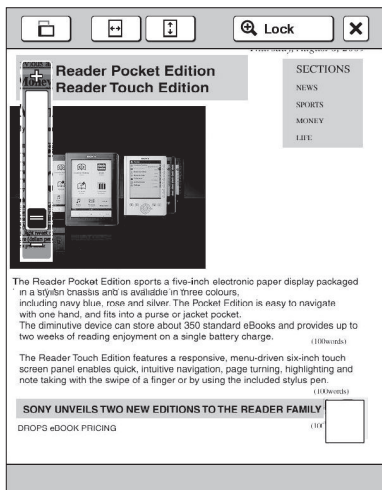 Lock
Thursday, August 6, 2009
Reader Pocket Edition
Reader Touch Edition
SECTIONS
NEWS
SPORTS
MONEY
LIFE
The Reader Pocket Edition sports a five-inch electronic paper display packaged
in a stylish chassis and is available in three colours,
including navy blue, rose and silver. The Pocket Edition is easy to navigate
with one hand, and fits into a purse or jacket pocket.
The diminutive device can store about 350 standard eBooks and provides up to
two weeks of reading enjoyment on a single battery charge.
(100words)
The Reader Touch Edition features a responsive, menu-driven six-inch touch
screen panel enables quick, intuitive navigation, page turning, highlighting and
note taking with the swipe of a finger or by using the included stylus pen.
(100words)
SONY UNVEILS TWO NEW EDITIONS TO THE READER FAMILY
DROPS eBOOK PRICING
(100